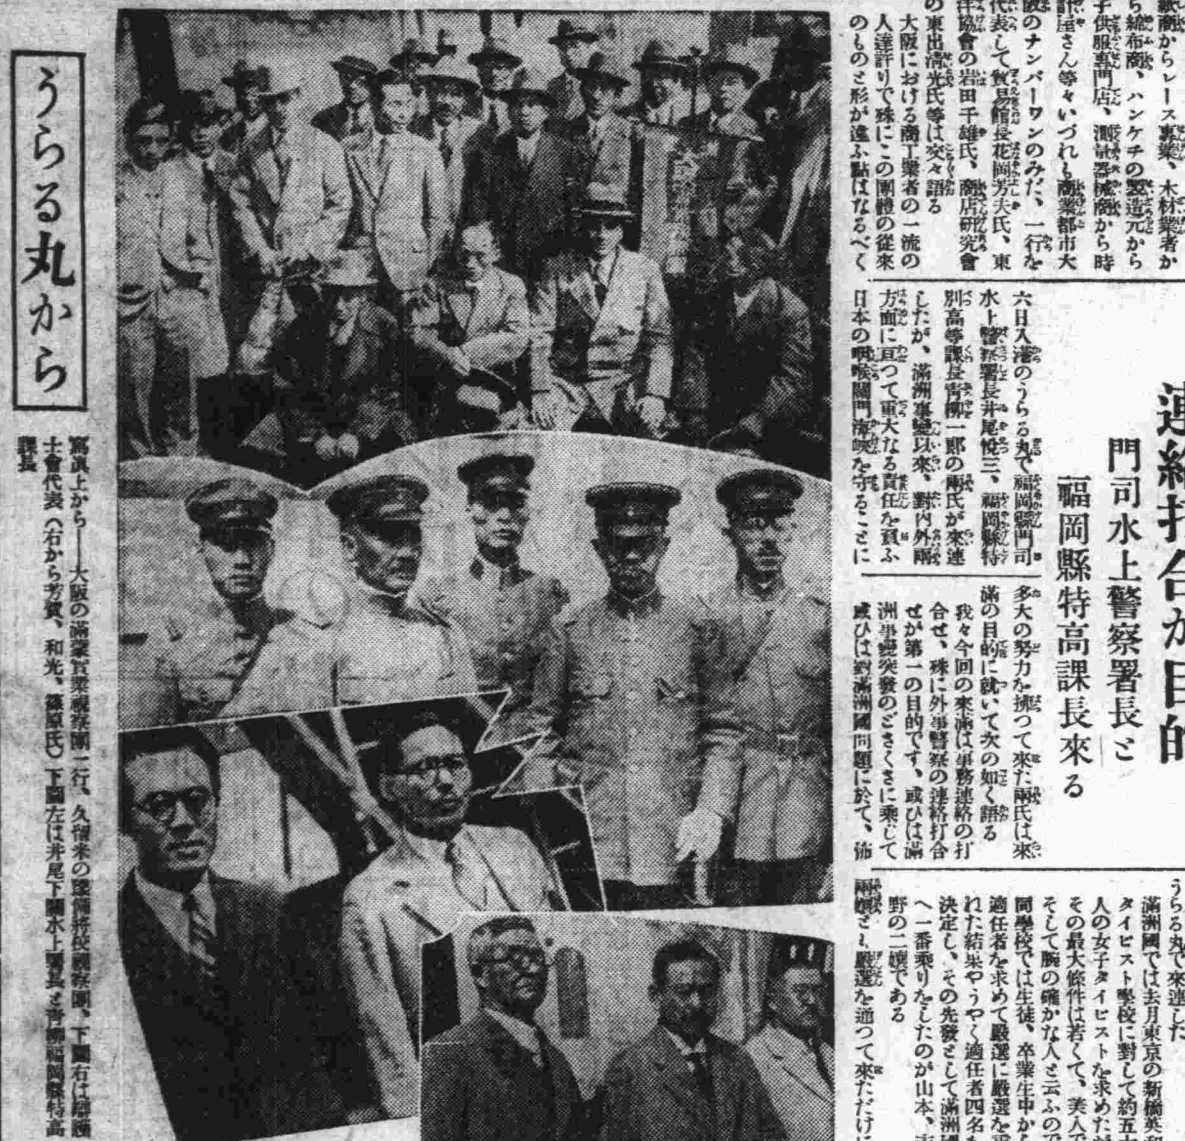 紙商からレース事業、木材業者か
ら綿布商、ハンケチの製造元から
子供服専門店、測量器械商から時
計屋さん等々いづれも商業都市大
阪のナンバーワンのみだ、一行を
代表して貿易館長花岡芳夫氏、東
洋協會の岩田千雄氏、商店研究會
の東出清光氏等は交々語る
大阪における商工業者の一流の
人達許りで殊にこの團體の從來
のものと形が違ふ點はなるべく
連絡打合が目的
門司水上警察署長と
福岡縣特高課長來る
六日入港のうらる丸で福岡縣門司
水上警察署長井尾悅三、福岡縣特
別高等課長靑柳一郎の兩氏が來連
したが、滿洲事變以來、對内外兩
方面に亘つて重大なる責任を負ふ
日本の咽喉關門海峽を守ることに
多大の努力を拂つて來た兩氏は來
滿の目的に就いて次の如く語る
我々今回の來滿は事務連絡の打
合せ、殊に外事警察の連絡打合
せが第一の目的です、或ひは滿
洲事變突發のどさくさに乘じて
或ひは對滿洲國問題に於て、
うらる丸で來連した
滿洲國では去月東京の新橋英
タイピスト學校に對して約五
人の女子タイピストを求めた
その最大條件は若くて、美人で
そして腕の確かな人と云ふので
同學校では生徒、卒業生中か
適任者を求めて嚴選に嚴選を
れた結果やうやく適任者四名を
決定し、その先發として滿洲國
へ一番乘りをしたのが山本、
野の二孃である
兩孃とも嚴選を通つて來ただけに
うらる丸から
寫眞上から――大阪の滿蒙實業視察團一行、久留米の將校視察團、下圖右は辯護
士會代表（右から芳賀、和光、篠原氏）下圖左は井尾下關水上署長と靑柳福岡縣特高
課長